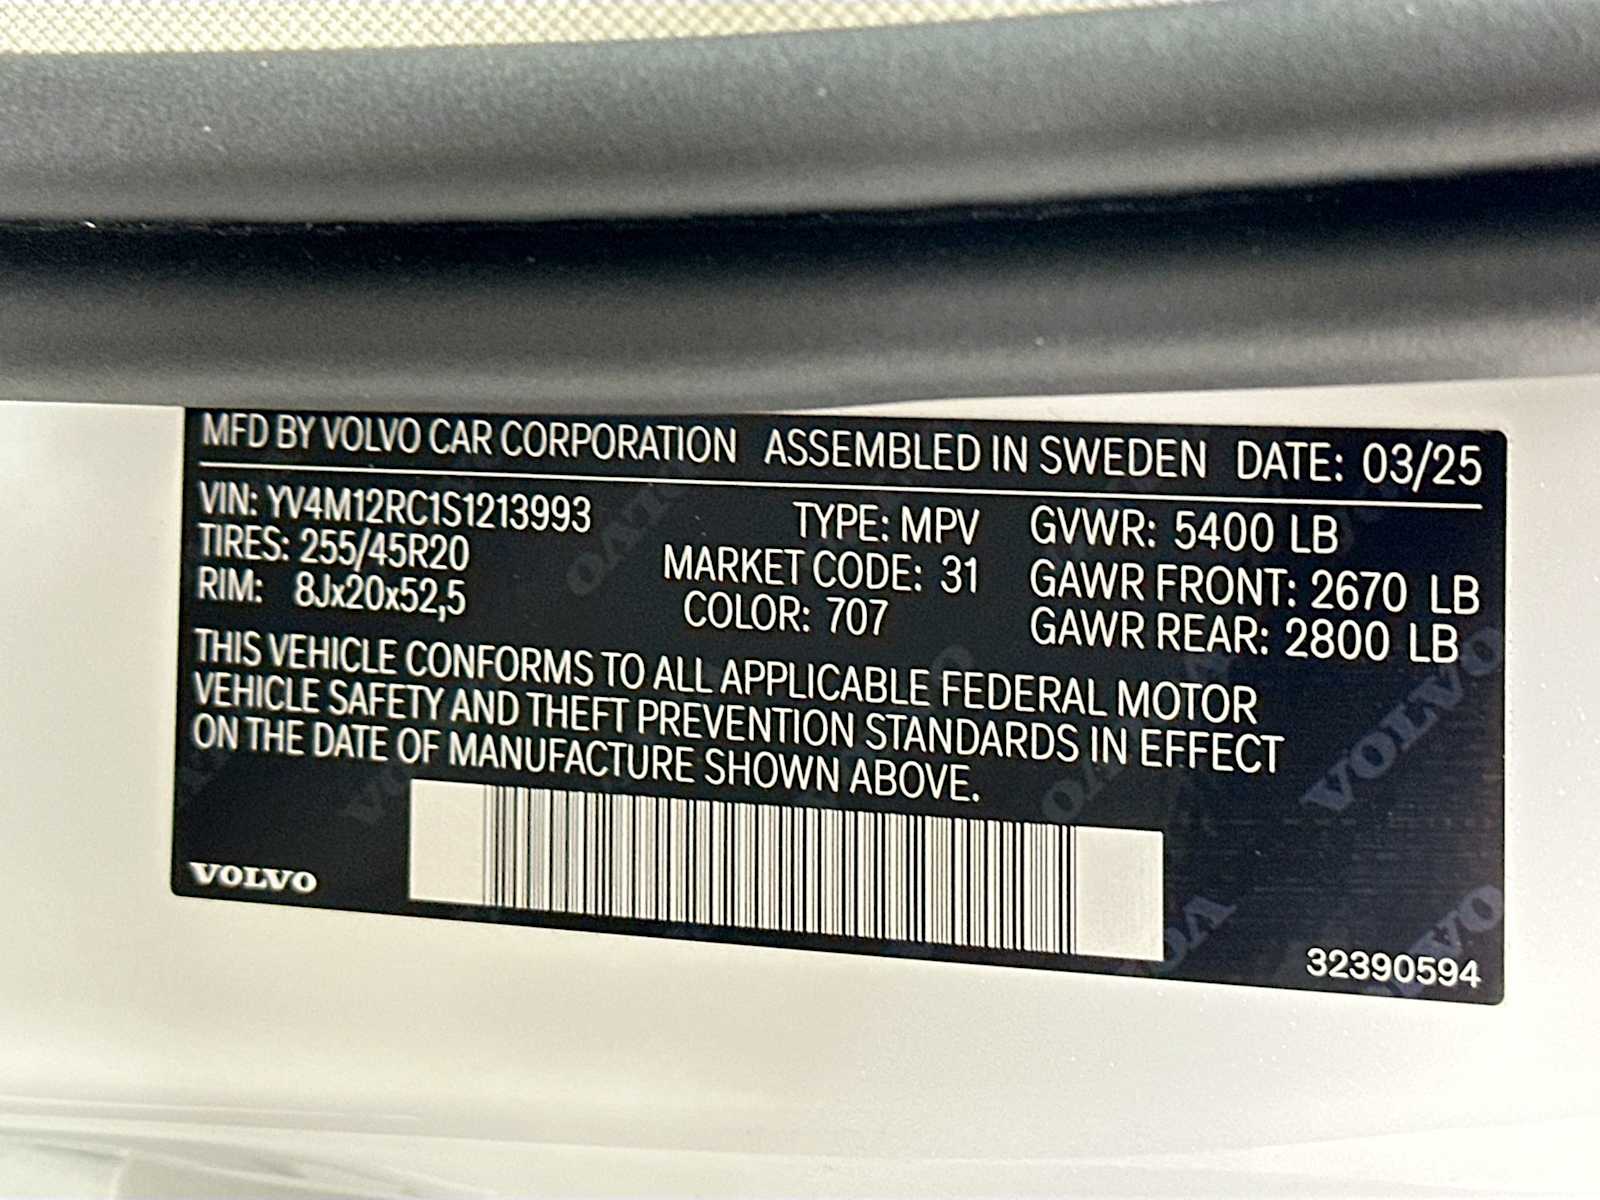 MFD BY VOLVO CAR CORPORATION ASSEMBLED IN SWEDEN DATE: 03/25
VIN: YV4M12RC1S1213993 TYPE: MPV GVWR: 5400 LB
TIRES: 255/45R20 MARKET CODE: 31 GAWR FRONT: 2670 LB
RIM: 8Jx20x52,5 COLOR: 707 GAWR REAR: 2800 LB
THIS VEHICLE CONFORMS TO ALL APPLICABLE FEDERAL MOTOR
VEHICLE SAFETY AND THEFT PREVENTION STANDARDS IN EFFECT
ON THE DATE OF MANUFACTURE SHOWN ABOVE.
VOLVO
32390594